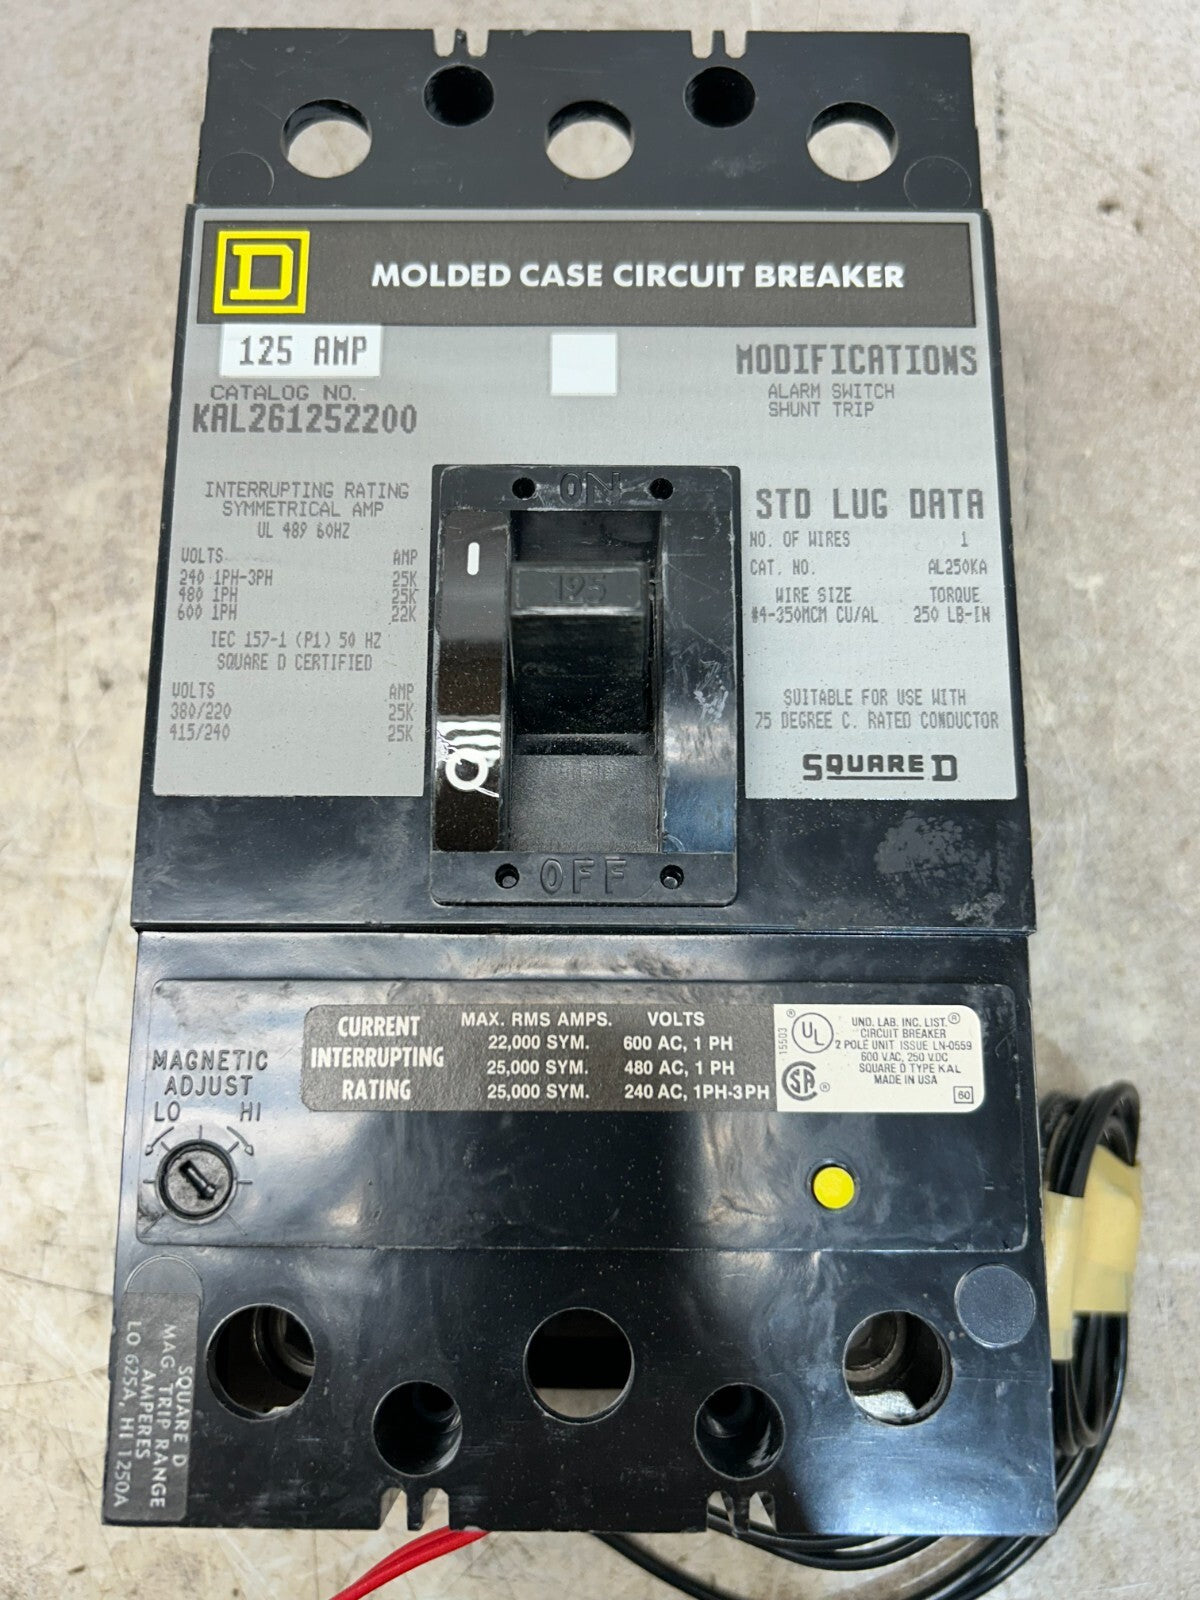 D
MOLDED CASE CIRCUIT BREAKER
125 AMP
CATALOG NO.
KAL261252200
MODIFICATIONS
ALARM SWITCH
SHUNT TRIP
INTERRUPTING RATING
SYMMETRICAL AMP
UL 489 60HZ
VOLTS AMP
240 1PH-3PH 25K
480 1PH 25K
600 1PH 22K
IEC 157-1 (P1) 50 HZ
SQUARE D CERTIFIED
VOLTS AMP
380/220 25K
415/240 25K
ON
125
OFF
STD LUG DATA
NO. OF WIRES 1
CAT. NO. AL250KA
WIRE SIZE TORQUE
#4-350MCM CU/AL 250 LB-IN
SUITABLE FOR USE WITH
75 DEGREE C. RATED CONDUCTOR
SQUARE D
MAGNETIC
ADJUST
LO HI
CURRENT
INTERRUPTING
RATING
MAX. RMS AMPS. VOLTS
22,000 SYM. 600 AC, 1 PH
25,000 SYM. 480 AC, 1 PH
25,000 SYM. 240 AC, 1PH-3PH
15503
UL ®
SA ®
UND. LAB. INC. LIST.®
CIRCUIT BREAKER
2 POLE UNIT ISSUE LN-0559
600 VAC, 250 VDC
SQUARE D TYPE KAL
MADE IN USA
60
SQUARE D
MAG. TRIP RANGE
AMPERES
LO 625A, HI 1250A